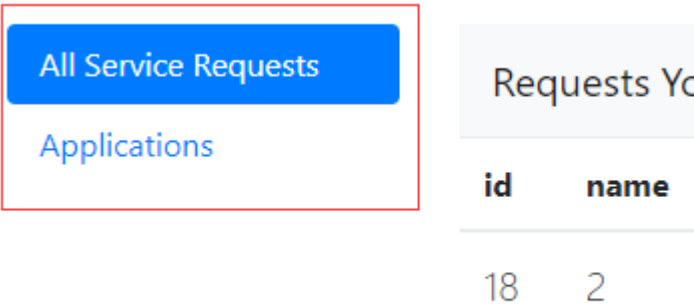 All Service Requests
Applications
Requests Yo
id name
18 2